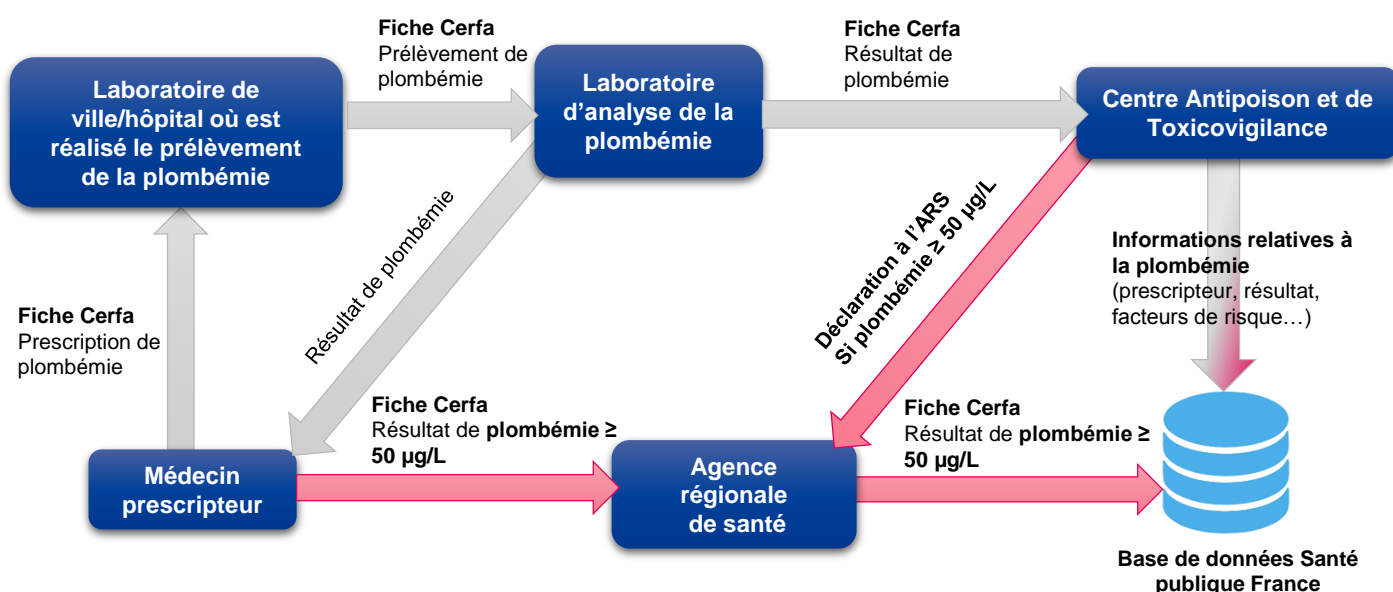 Fiche Cerfa
Prélèvement de
plombémie
Fiche Cerfa
Résultat de
plombémie
Laboratoire de
ville/hôpital où est
réalisé le prélèvement
de la plombémie
Laboratoire
d'analyse de la
plombémie
Centre Antipoison et de
Toxicovigilance
Fiche Cerfa
Prescription de
plombémie
Résultat de plombémie
Déclaration à l'ARS
Si plombémie ≥ 50 µg/L
Informations relatives à
la plombémie
(prescripteur, résultat,
facteurs de risque…)
Médecin
prescripteur
Fiche Cerfa
Résultat de plombémie ≥
50 µg/L
Agence
régionale
de santé
Fiche Cerfa
Résultat de plombémie ≥
50 µg/L
Base de données Santé
publique France